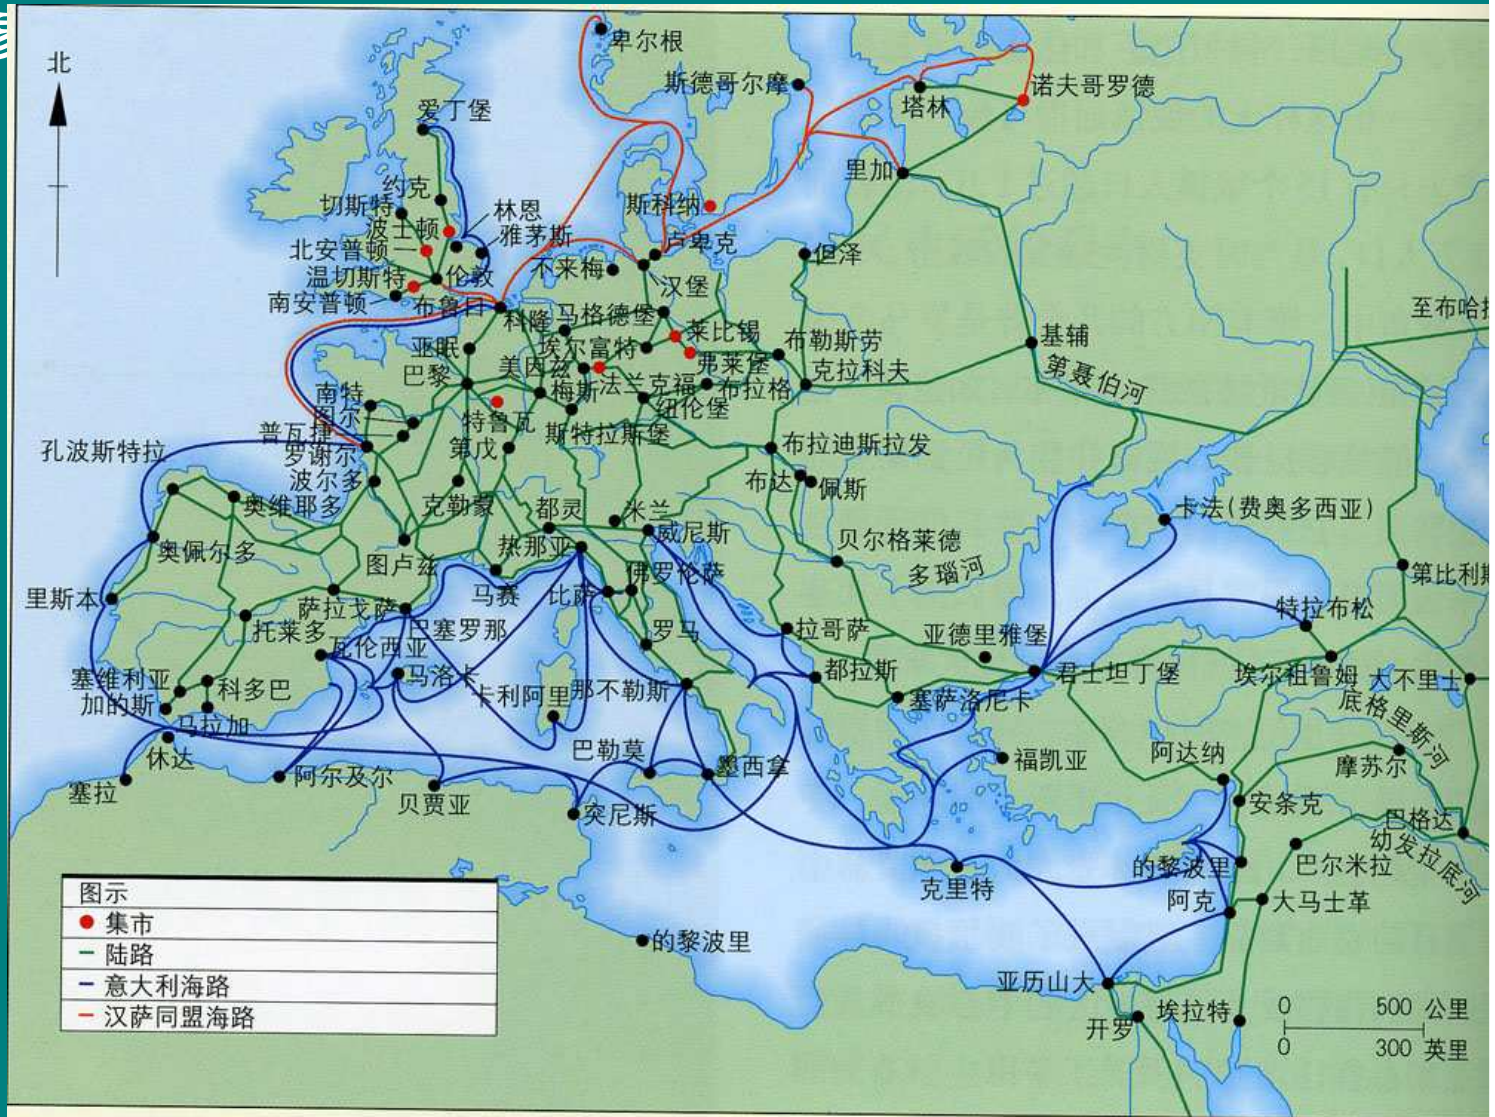 北
卑尔根
斯德哥尔摩
塔林
诺夫哥罗德
爱丁堡
里加
约克
切斯特
林恩
斯科纳
波士顿
雅茅斯
北安普顿
卢卑克
不来梅
但泽
温切斯特
伦敦
汉堡
南安普顿
布鲁日
科隆
马格德堡
至布哈拉
莱比锡
基辅
亚眠
埃尔富特
布勒斯劳
美因兹
弗莱堡
巴黎
法兰克福
布拉格
克拉科夫
第聂伯河
南特
梅斯
纽伦堡
图尔
特鲁瓦
普瓦捷
斯特拉斯堡
孔波斯特拉
罗谢尔
第戎
布拉迪斯拉发
波尔多
布达
佩斯
奥维耶多
克勒蒙
都灵
米兰
卡法(费奥多西亚)
威尼斯
奥佩尔多
热那亚
贝尔格莱德
图卢兹
多瑙河
佛罗伦萨
第比利斯
里斯本
马赛
比萨
萨拉戈萨
特拉布松
托莱多
巴塞罗那
罗马
拉哥萨
亚德里雅堡
瓦伦西亚
塞维利亚
马洛卡
都拉斯
君士坦丁堡
埃尔祖鲁姆
大不里士
科多巴
卡利阿里
那不勒斯
塞萨洛尼卡
加的斯
底格里斯河
马拉加
休达
巴勒莫
墨西拿
福凯亚
阿达纳
摩苏尔
塞拉
阿尔及尔
贝贾亚
突尼斯
安条克
巴格达
幼发拉底河
的黎波里
巴尔米拉
克里特
阿克
大马士革
图示
集市
陆路
意大利海路
汉萨同盟海路
的黎波里
亚历山大
开罗
埃拉特
0 500 公里
0 300 英里